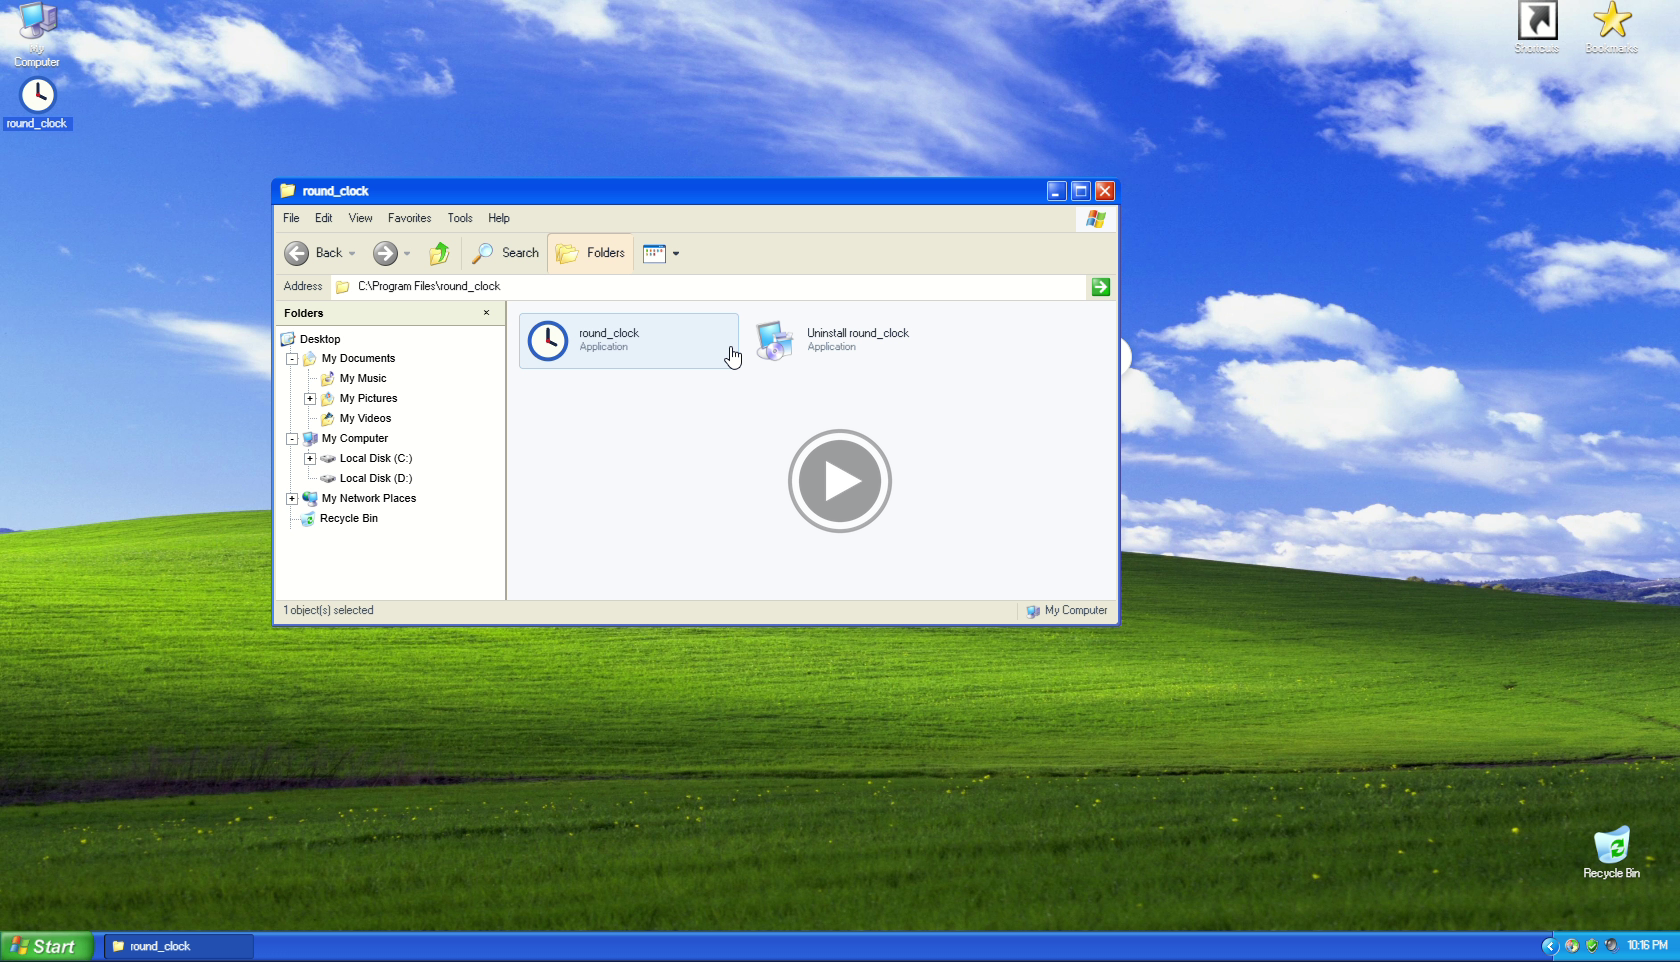 My
Computer
round_clock
Shortcuts
Bookmarks
round_clock
File Edit View Favorites Tools Help
Back Search Folders
Address C:\Program Files\round_clock
Folders ×
Desktop
My Documents
My Music
My Pictures
My Videos
My Computer
Local Disk (C:)
Local Disk (D:)
My Network Places
Recycle Bin
round_clock
Application
Uninstall round_clock
Application
1 object(s) selected
My Computer
Recycle Bin
Start round_clock 10:16 PM